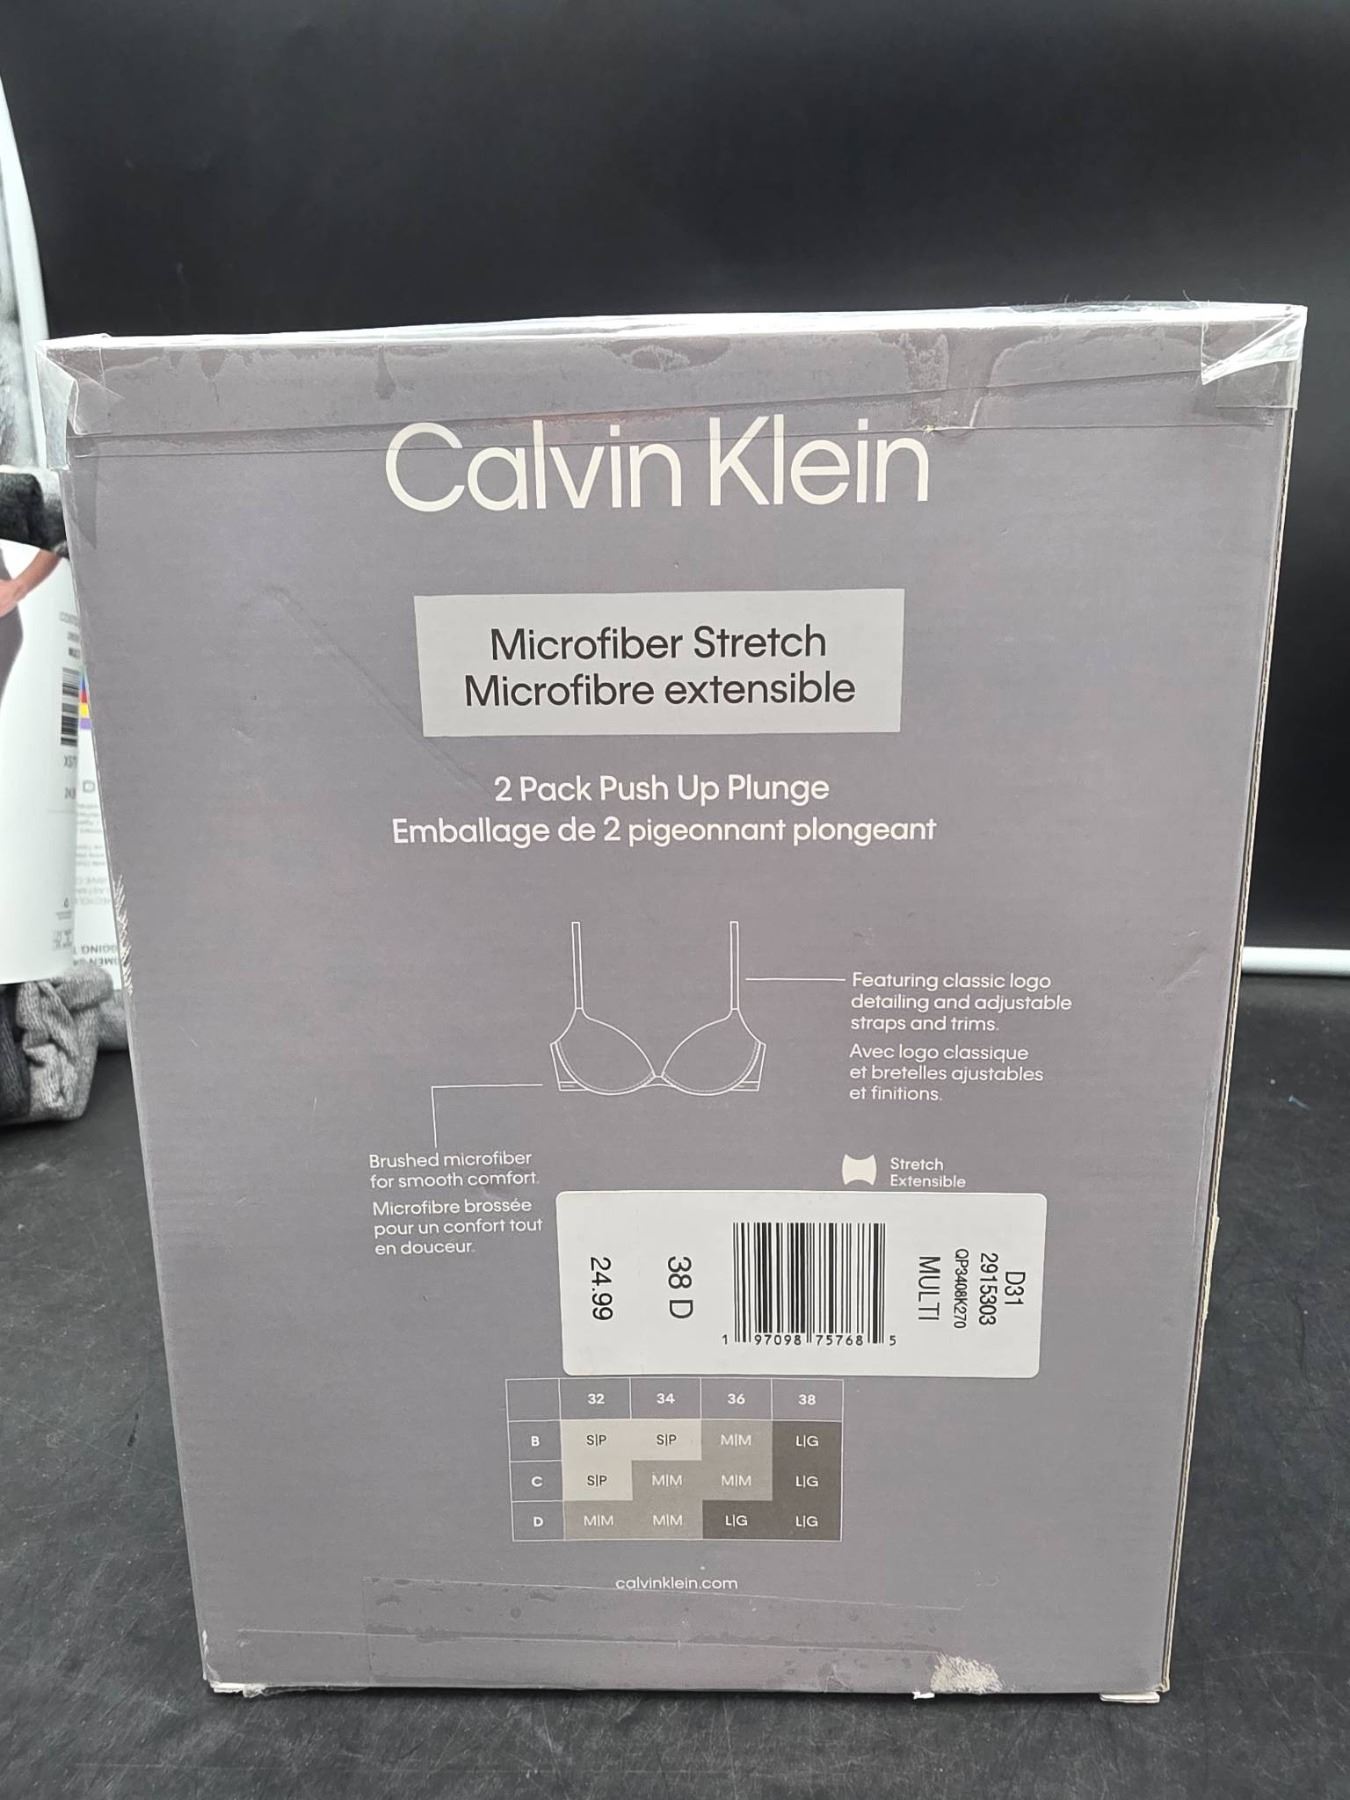 Calvin Klein
Microfiber Stretch
Microfibre extensible
2 Pack Push Up Plunge
Emballage de 2 pigeonnant plongeant
Featuring classic logo
detailing and adjustable
straps and trims.
Avec logo classique
et bretelles ajustables
et finitions.
Brushed microfiber
for smooth comfort.
Microfibre brossée
pour un confort tout
en douceur.
Stretch
Extensible
D31
2915303
QP3408K270
MULTI
1 97098 75768 5
38 D
24.99
32 34 36 38
B S|P S|P M|M L|G
C S|P M|M M|M L|G
D M|M M|M L|G L|G
calvinklein.com